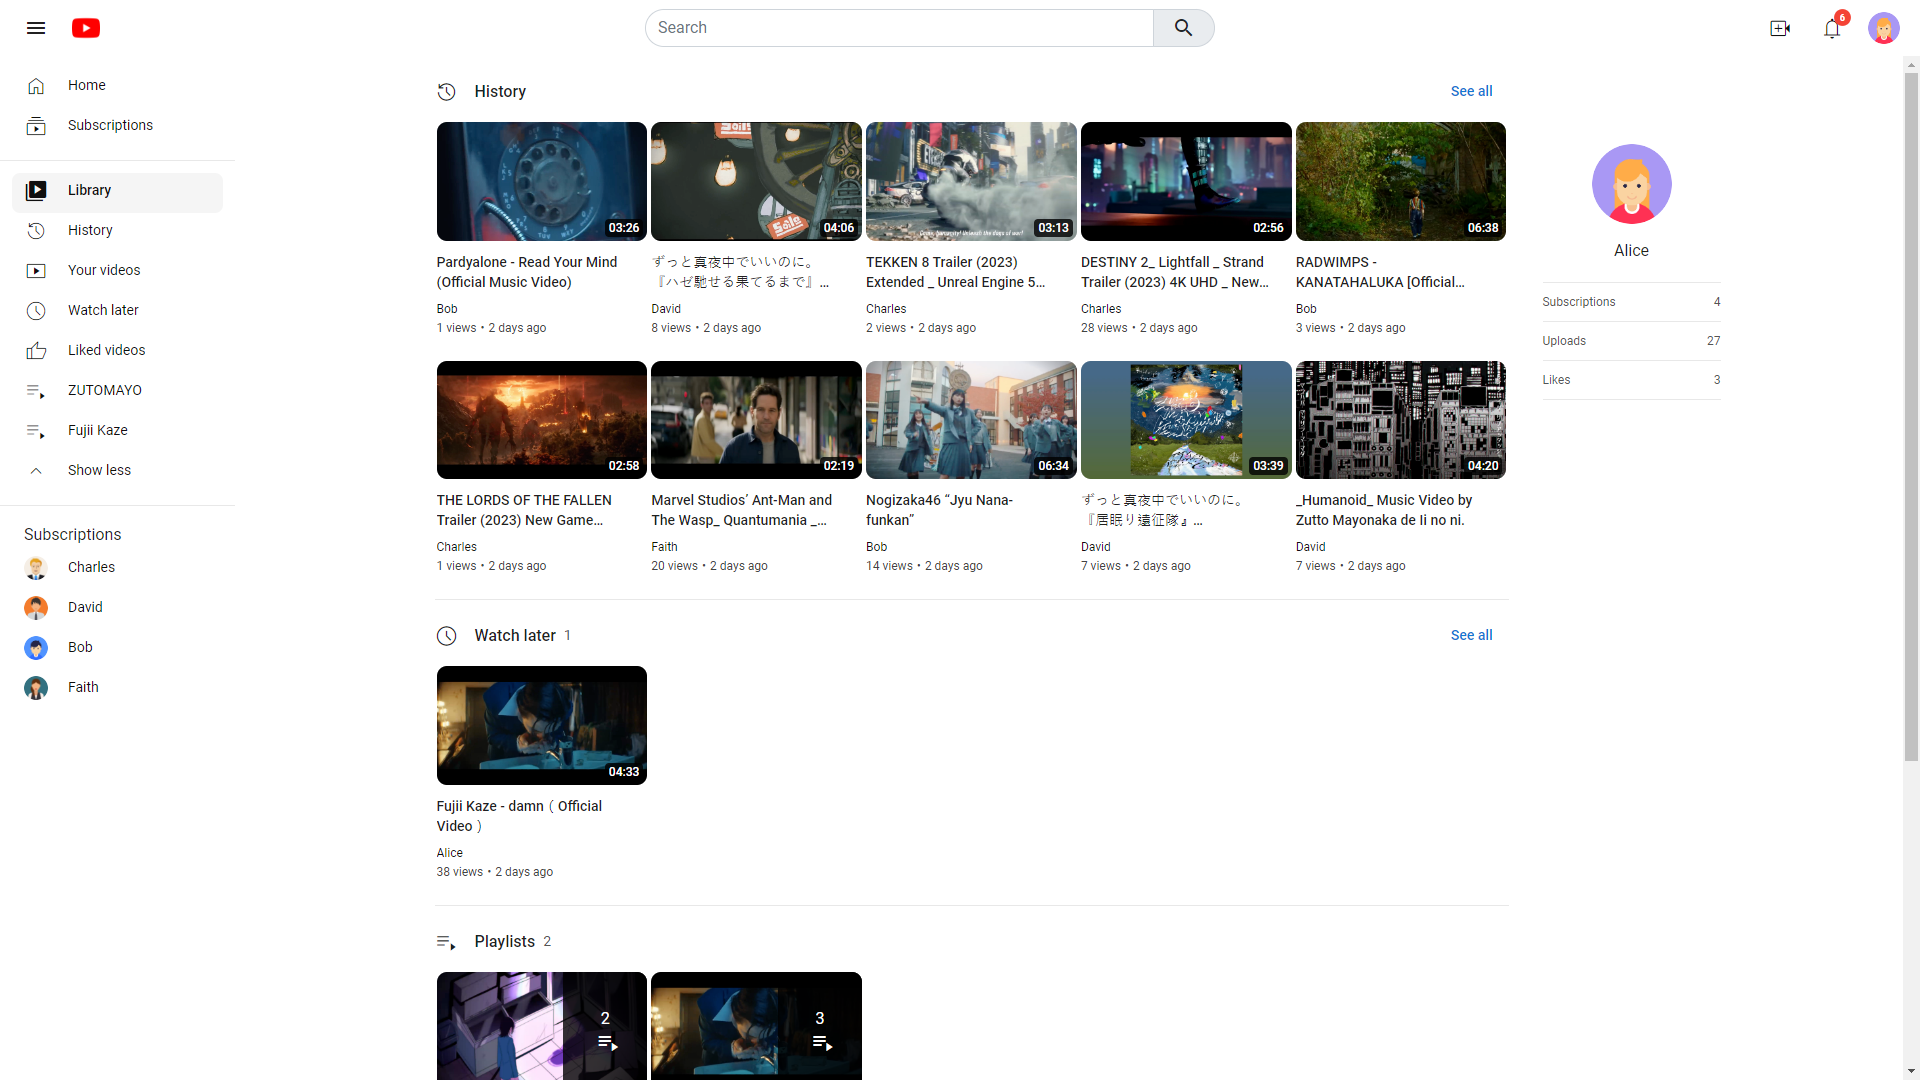 Search
6
Home
Subscriptions
Library
History
Your videos
Watch later
Liked videos
ZUTOMAYO
Fujii Kaze
Show less
Subscriptions
Charles
David
Bob
Faith
History
See all
03:26
04:06
Grieve, humanity! Unleash the days of war!
03:13
02:56
06:38
Pardyalone - Read Your Mind
(Official Music Video)
Bob
1 views • 2 days ago
ずっと真夜中でいいのに。
『ハゼ馳せる果てるまで』…
David
8 views • 2 days ago
TEKKEN 8 Trailer (2023)
Extended _ Unreal Engine 5…
Charles
2 views • 2 days ago
DESTINY 2_ Lightfall _ Strand
Trailer (2023) 4K UHD _ New…
Charles
28 views • 2 days ago
RADWIMPS -
KANATAHALUKA [Official…
Bob
3 views • 2 days ago
02:58
02:19
06:34
03:39
04:20
THE LORDS OF THE FALLEN
Trailer (2023) New Game…
Charles
1 views • 2 days ago
Marvel Studios’ Ant-Man and
The Wasp_ Quantumania _…
Faith
20 views • 2 days ago
Nogizaka46 “Jyu Nana-
funkan”
Bob
14 views • 2 days ago
ずっと真夜中でいいのに。
『居眠り遠征隊』…
David
7 views • 2 days ago
_Humanoid_ Music Video by
Zutto Mayonaka de Ii no ni.
David
7 views • 2 days ago
Watch later 1
See all
04:33
Fujii Kaze - damn（Official
Video）
Alice
38 views • 2 days ago
Playlists 2
2
3
Alice
Subscriptions 4
Uploads 27
Likes 3